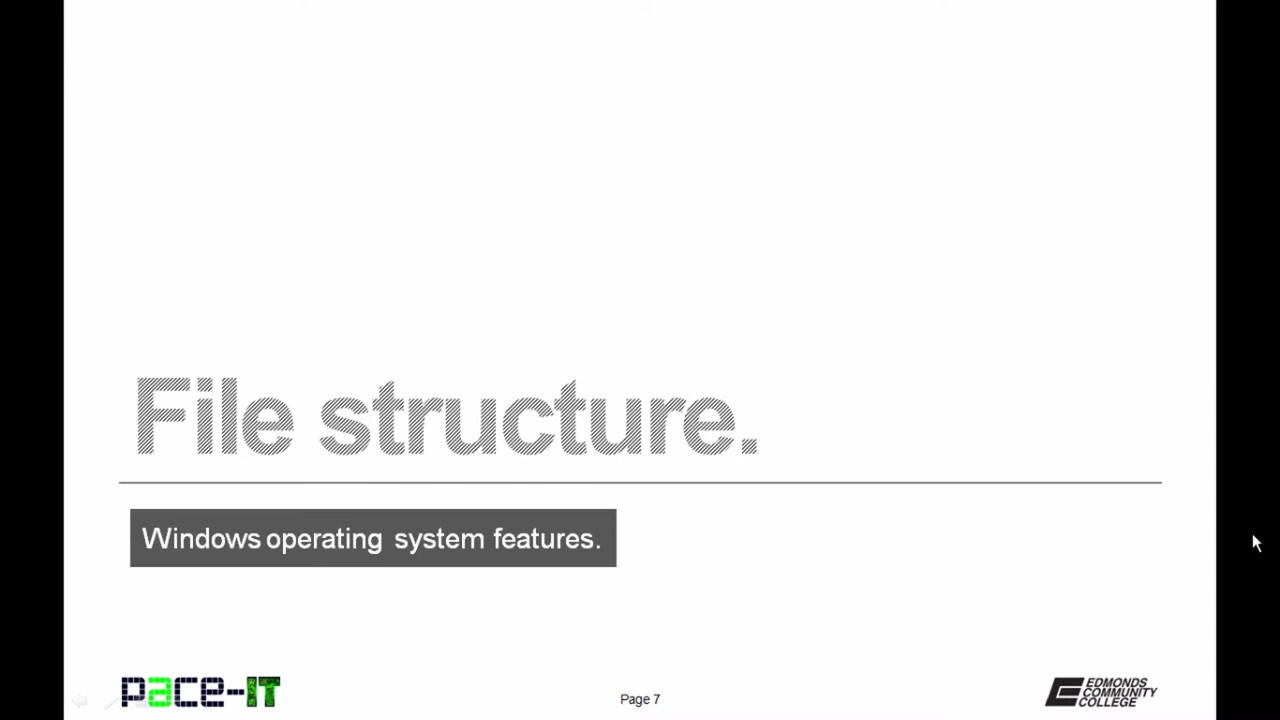 File structure.
Windows operating system features.
pace-IT
Page 7
EDMONDS
COMMUNITY
COLLEGE